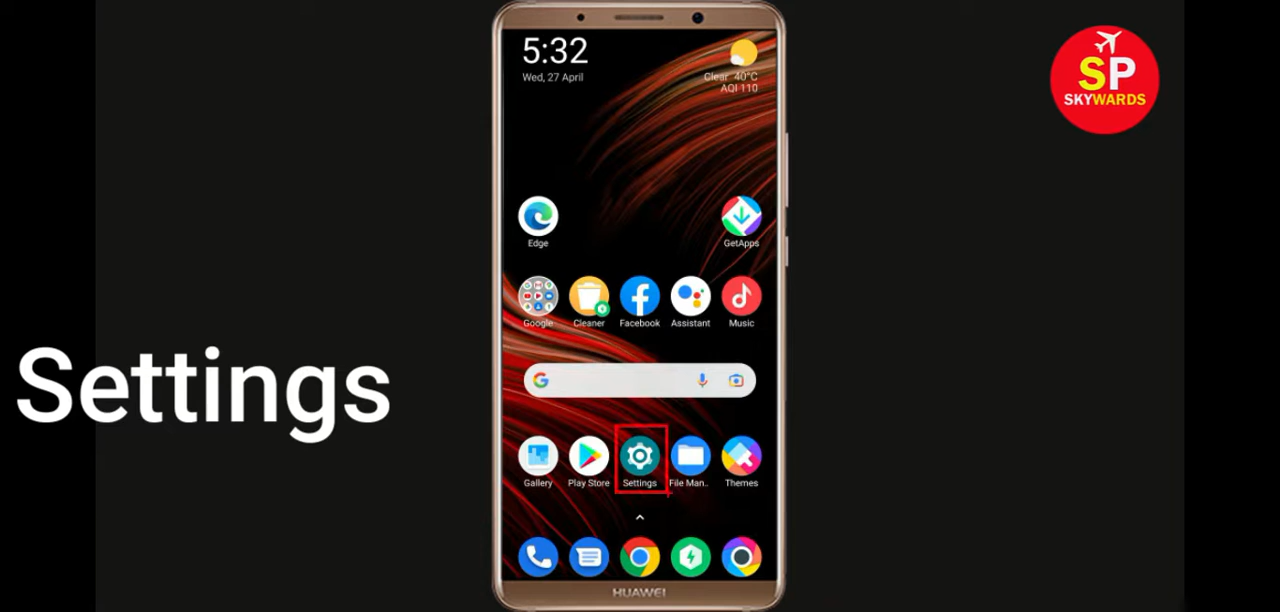 5:32
Wed, 27 April
Clear 40°C
AQI 110
SP
SKYWARDS
Edge
GetApps
Google
Cleaner
Facebook
Assistant
Music
Settings
Gallery
Play Store
Settings
File Man..
Themes
HUAWEI